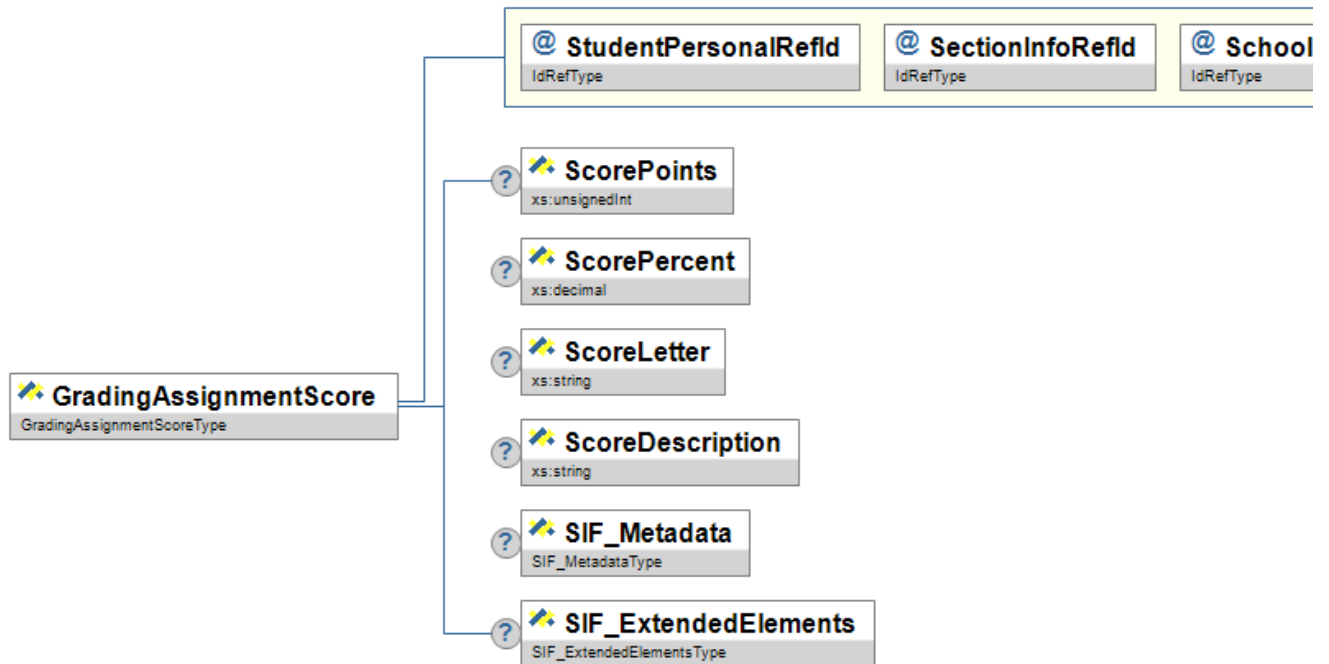 @ StudentPersonalRefId
IdRefType
@ SectionInfoRefId
IdRefType
@ School
IdRefType
? ScorePoints
xs:unsignedInt
? ScorePercent
xs:decimal
? ScoreLetter
xs:string
GradingAssignmentScore
GradingAssignmentScoreType
? ScoreDescription
xs:string
? SIF_Metadata
SIF_MetadataType
? SIF_ExtendedElements
SIF_ExtendedElementsType